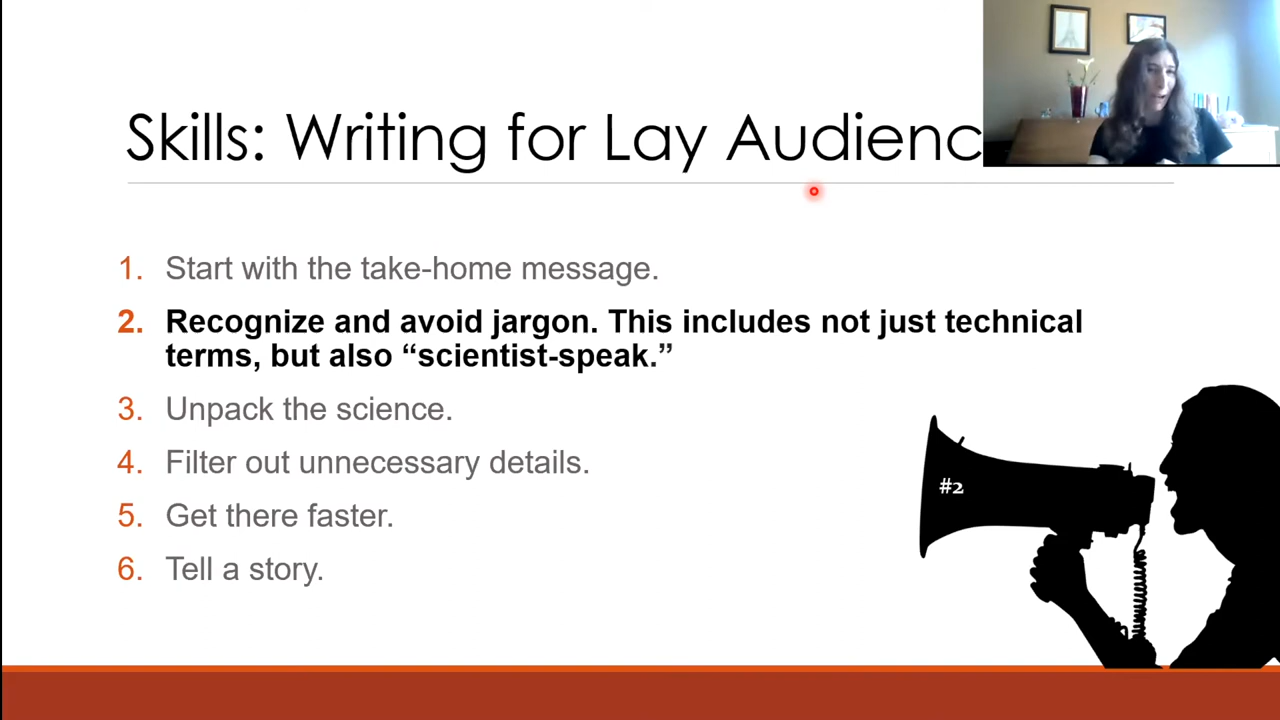 Skills: Writing for Lay Audienc
1. Start with the take-home message.
2. Recognize and avoid jargon. This includes not just technical
terms, but also “scientist-speak.”
3. Unpack the science.
4. Filter out unnecessary details.
#2
5. Get there faster.
6. Tell a story.